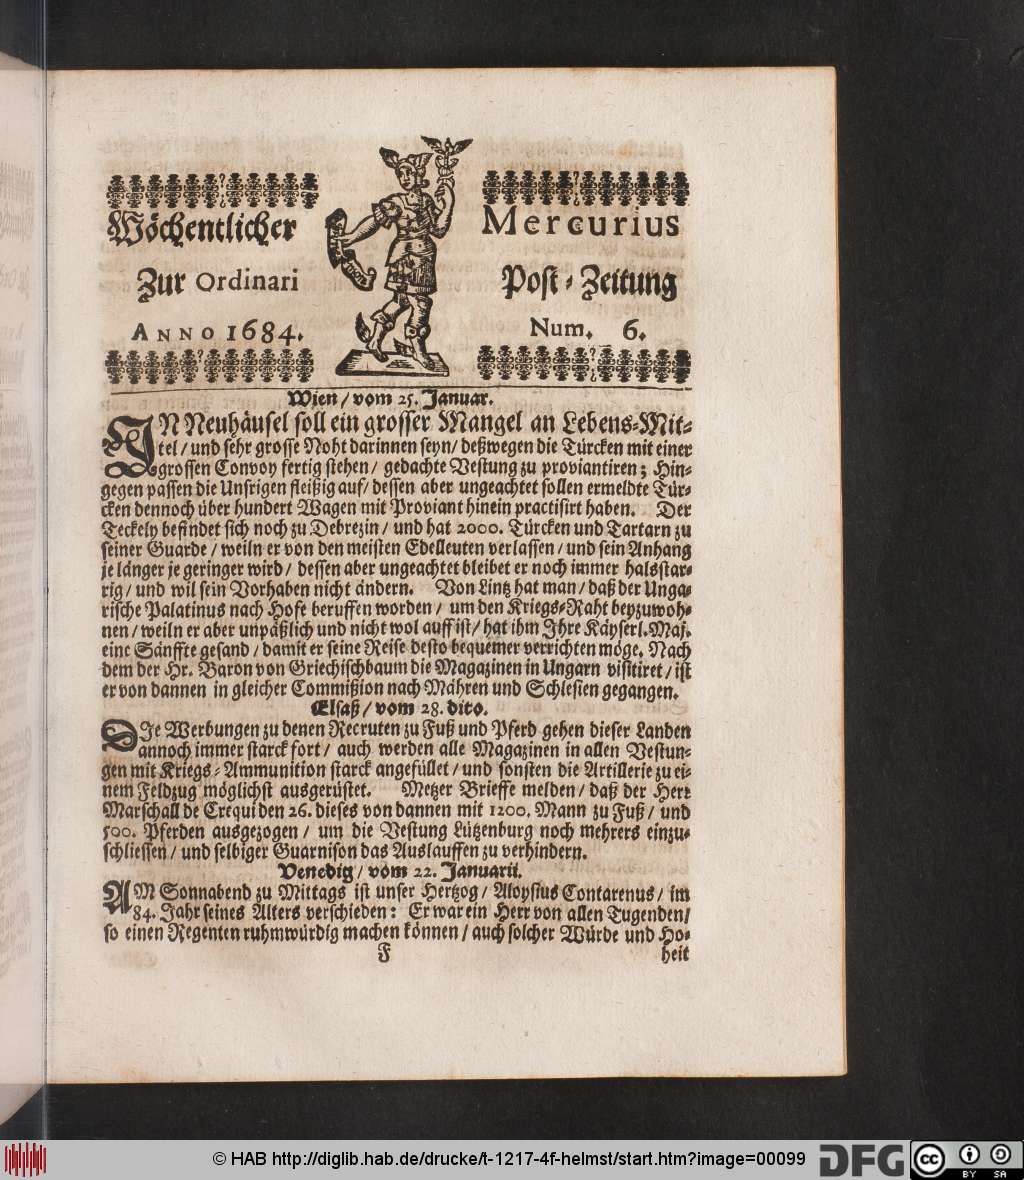 Wöchentlicher Mercurius
Zur Ordinari Post-Zeitung
ANNO 1684. Num. 6.
Wien / vom 25. Januar.
IN Neuhäusel soll ein grosser Mangel an Lebens-Mit-
tel / und sehr grosse Noht darinnen seyn / deßwegen die Türcken mit einer
grossen Convoy fertig stehen / gedachte Vestung zu proviantiren; Hin-
gegen passen die Unsrigen fleißig auf / dessen aber ungeachtet sollen ermeldte Tür-
cken dennoch über hundert Wagen mit Proviant hinein practisirt haben. Der
Teckely befindet sich noch zu Debrezin / und hat 2000. Türcken und Tartarn zu
seiner Guarde / weiln er von den meisten Edelleuten verlassen / und sein Anhang
je länger je geringer wird / dessen aber ungeachtet bleibet er noch immer halsstar-
rig / und wil sein Vorhaben nicht ändern. Von Lintz hat man / daß der Unga-
rische Palatinus nach Hofe beruffen worden / um den Kriegs-Raht beyzuwoh-
nen / weiln er aber unpäßlich und nicht wol auff ist / hat ihm Ihre Käyserl. Maj.
eine Sänffte gesand / damit er seine Reise desto bequemer verrichten möge. Nach
dem der Hr. Baron von Griechischbaum die Magazinen in Ungarn visitiret / ist
er von dannen in gleicher Commißion nach Mähren und Schlesien gegangen.
Elsaß / vom 28. dito.
DIe Werbungen zu denen Recruten zu Fuß und Pferd gehen dieser Landen
annoch immer starck fort / auch werden alle Magazinen in allen Vestun-
gen mit Kriegs-Ammunition starck angefüllet / und sonsten die Artillerie zu ei-
nem Feldzug möglichst ausgerüstet. Metzer Brieffe melden / daß der Herr
Marschall de Crequi den 26. dieses von dannen mit 1200. Mann zu Fuß / und
500. Pferden ausgezogen / um die Vestung Lützenburg noch mehrers einzu-
schliessen / und selbiger Guarnison das Auslauffen zu verhindern.
Venedig / vom 22. Januarii.
AM Sonnabend zu Mittags ist unser Hertzog / Aloysius Contarenus / im
84. Jahr seines Alters verschieden: Er war ein Herr von allen Tugenden /
so einen Regenten ruhmwürdig machen können / auch solcher Würde und Ho-
F heit
© HAB http://diglib.hab.de/drucke/t-1217-4f-helmst/start.htm?image=00099 DFG cc BY SA